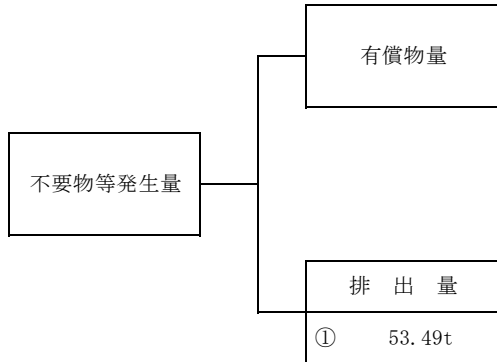 有償物量
不要物等発生量
排 出 量
① 53.49t